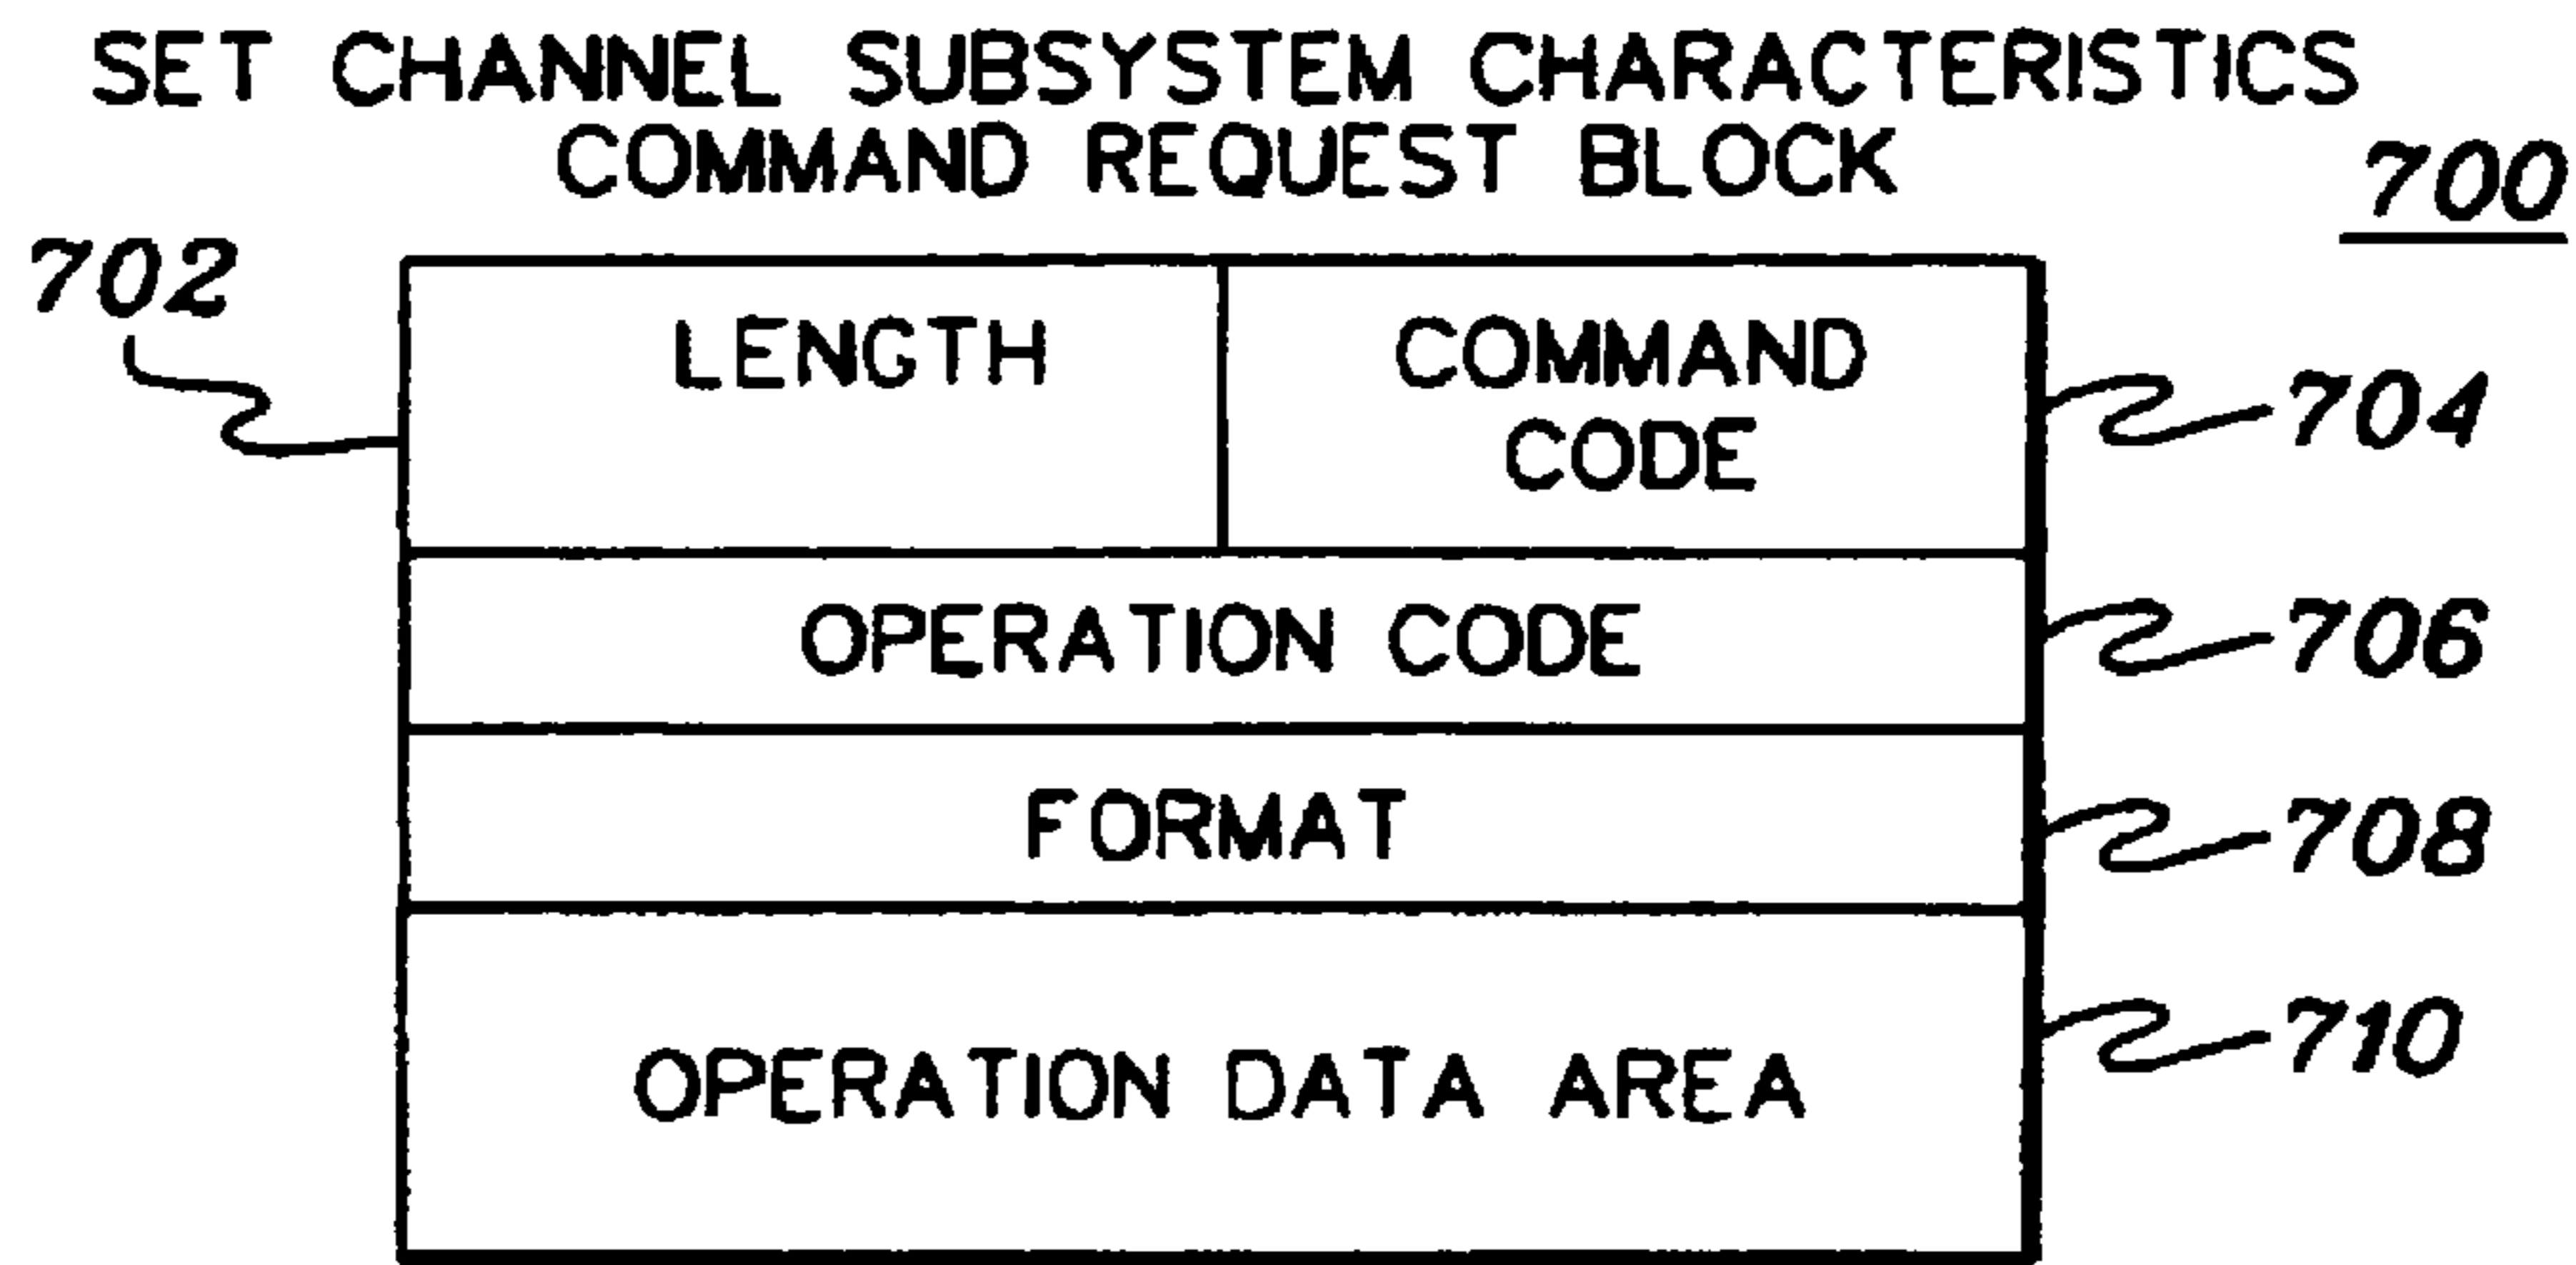 SET CHANNEL SUBSYSTEM CHARACTERISTICS
COMMAND REQUEST BLOCK
700
702
LENGTH
COMMAND
CODE
704
OPERATION CODE
706
FORMAT
708
OPERATION DATA AREA
710